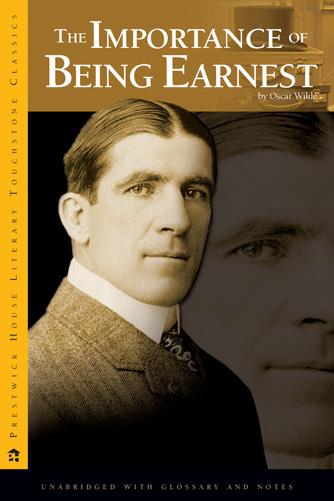 THE IMPORTANCE OF
BEING EARNEST
by Oscar Wilde
PRESTWICK HOUSE LITERARY TOUCHSTONE CLASSICS
UNABRIDGED WITH GLOSSARY AND NOTES